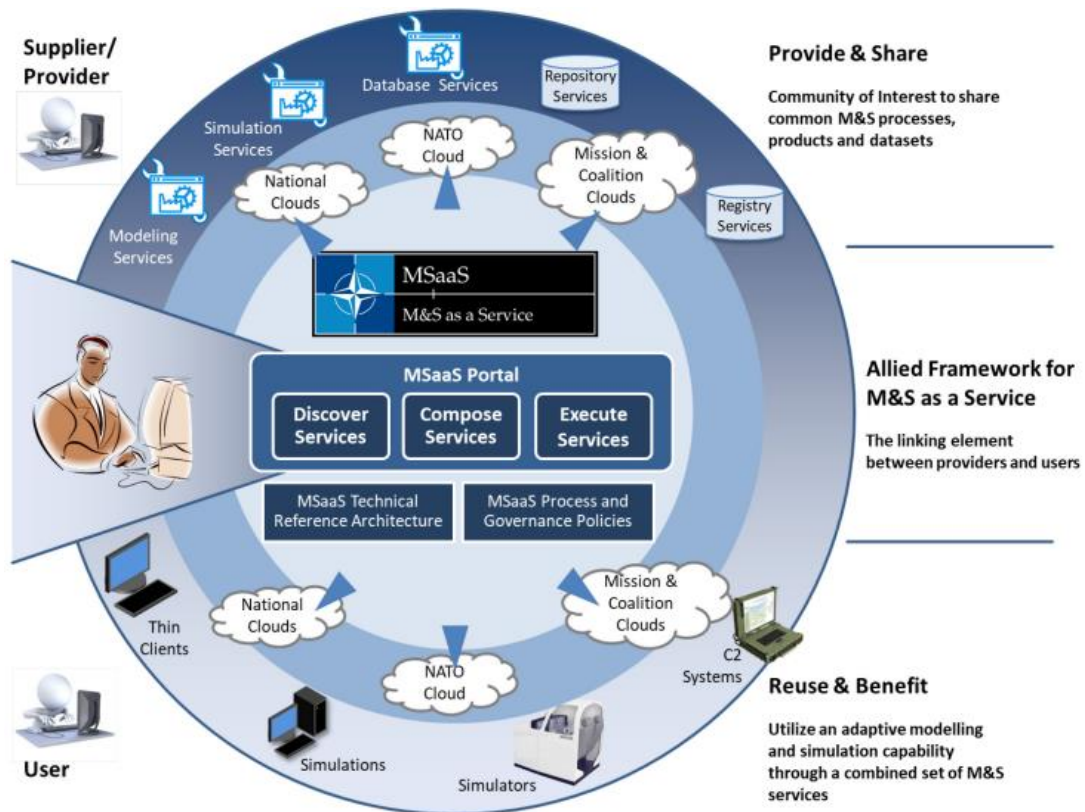 Supplier/
Provider
Database Services
Repository
Services
Provide & Share
Community of Interest to share
common M&S processes,
products and datasets
Simulation
Services
NATO
Cloud
Mission &
Coalition
Clouds
National
Clouds
Modeling
Services
Registry
Services
MSaaS
M&S as a Service
MSaaS Portal
Discover
Services
Compose
Services
Execute
Services
Allied Framework for
M&S as a Service
The linking element
between providers and users
MSaaS Technical
Reference Architecture
MSaaS Process and
Governance Policies
National
Clouds
Mission &
Coalition
Clouds
NATO
Cloud
Thin
Clients
C2
Systems
Simulations
Simulators
User
Reuse & Benefit
Utilize an adaptive modelling
and simulation capability
through a combined set of M&S
services